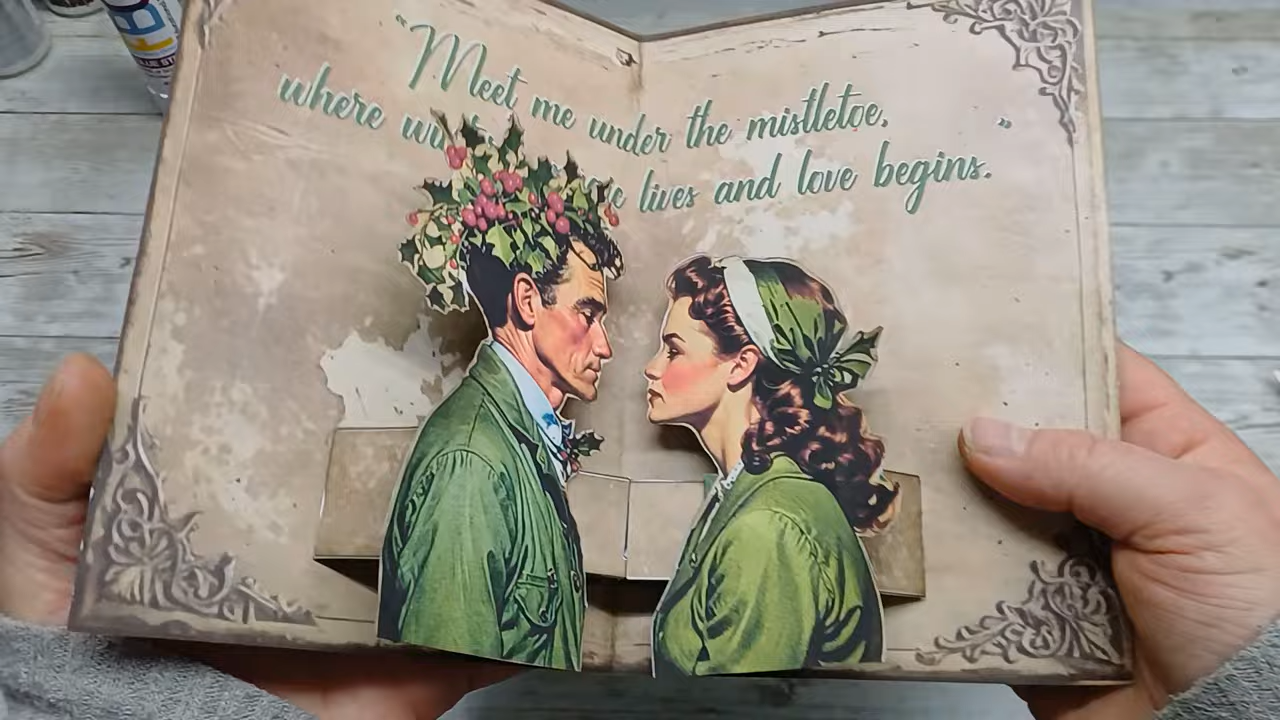 "Meet me under the mistletoe,
where lives and love begins."